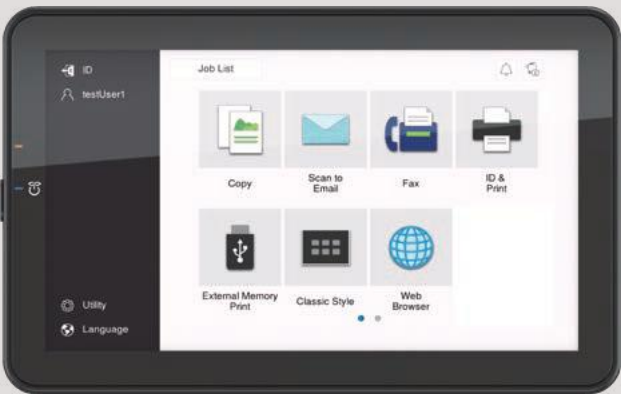 ID
testUser1
Job List
Copy
Scan to
Email
Fax
ID &
Print
External Memory
Print
Classic Style
Web
Browser
Utility
Language